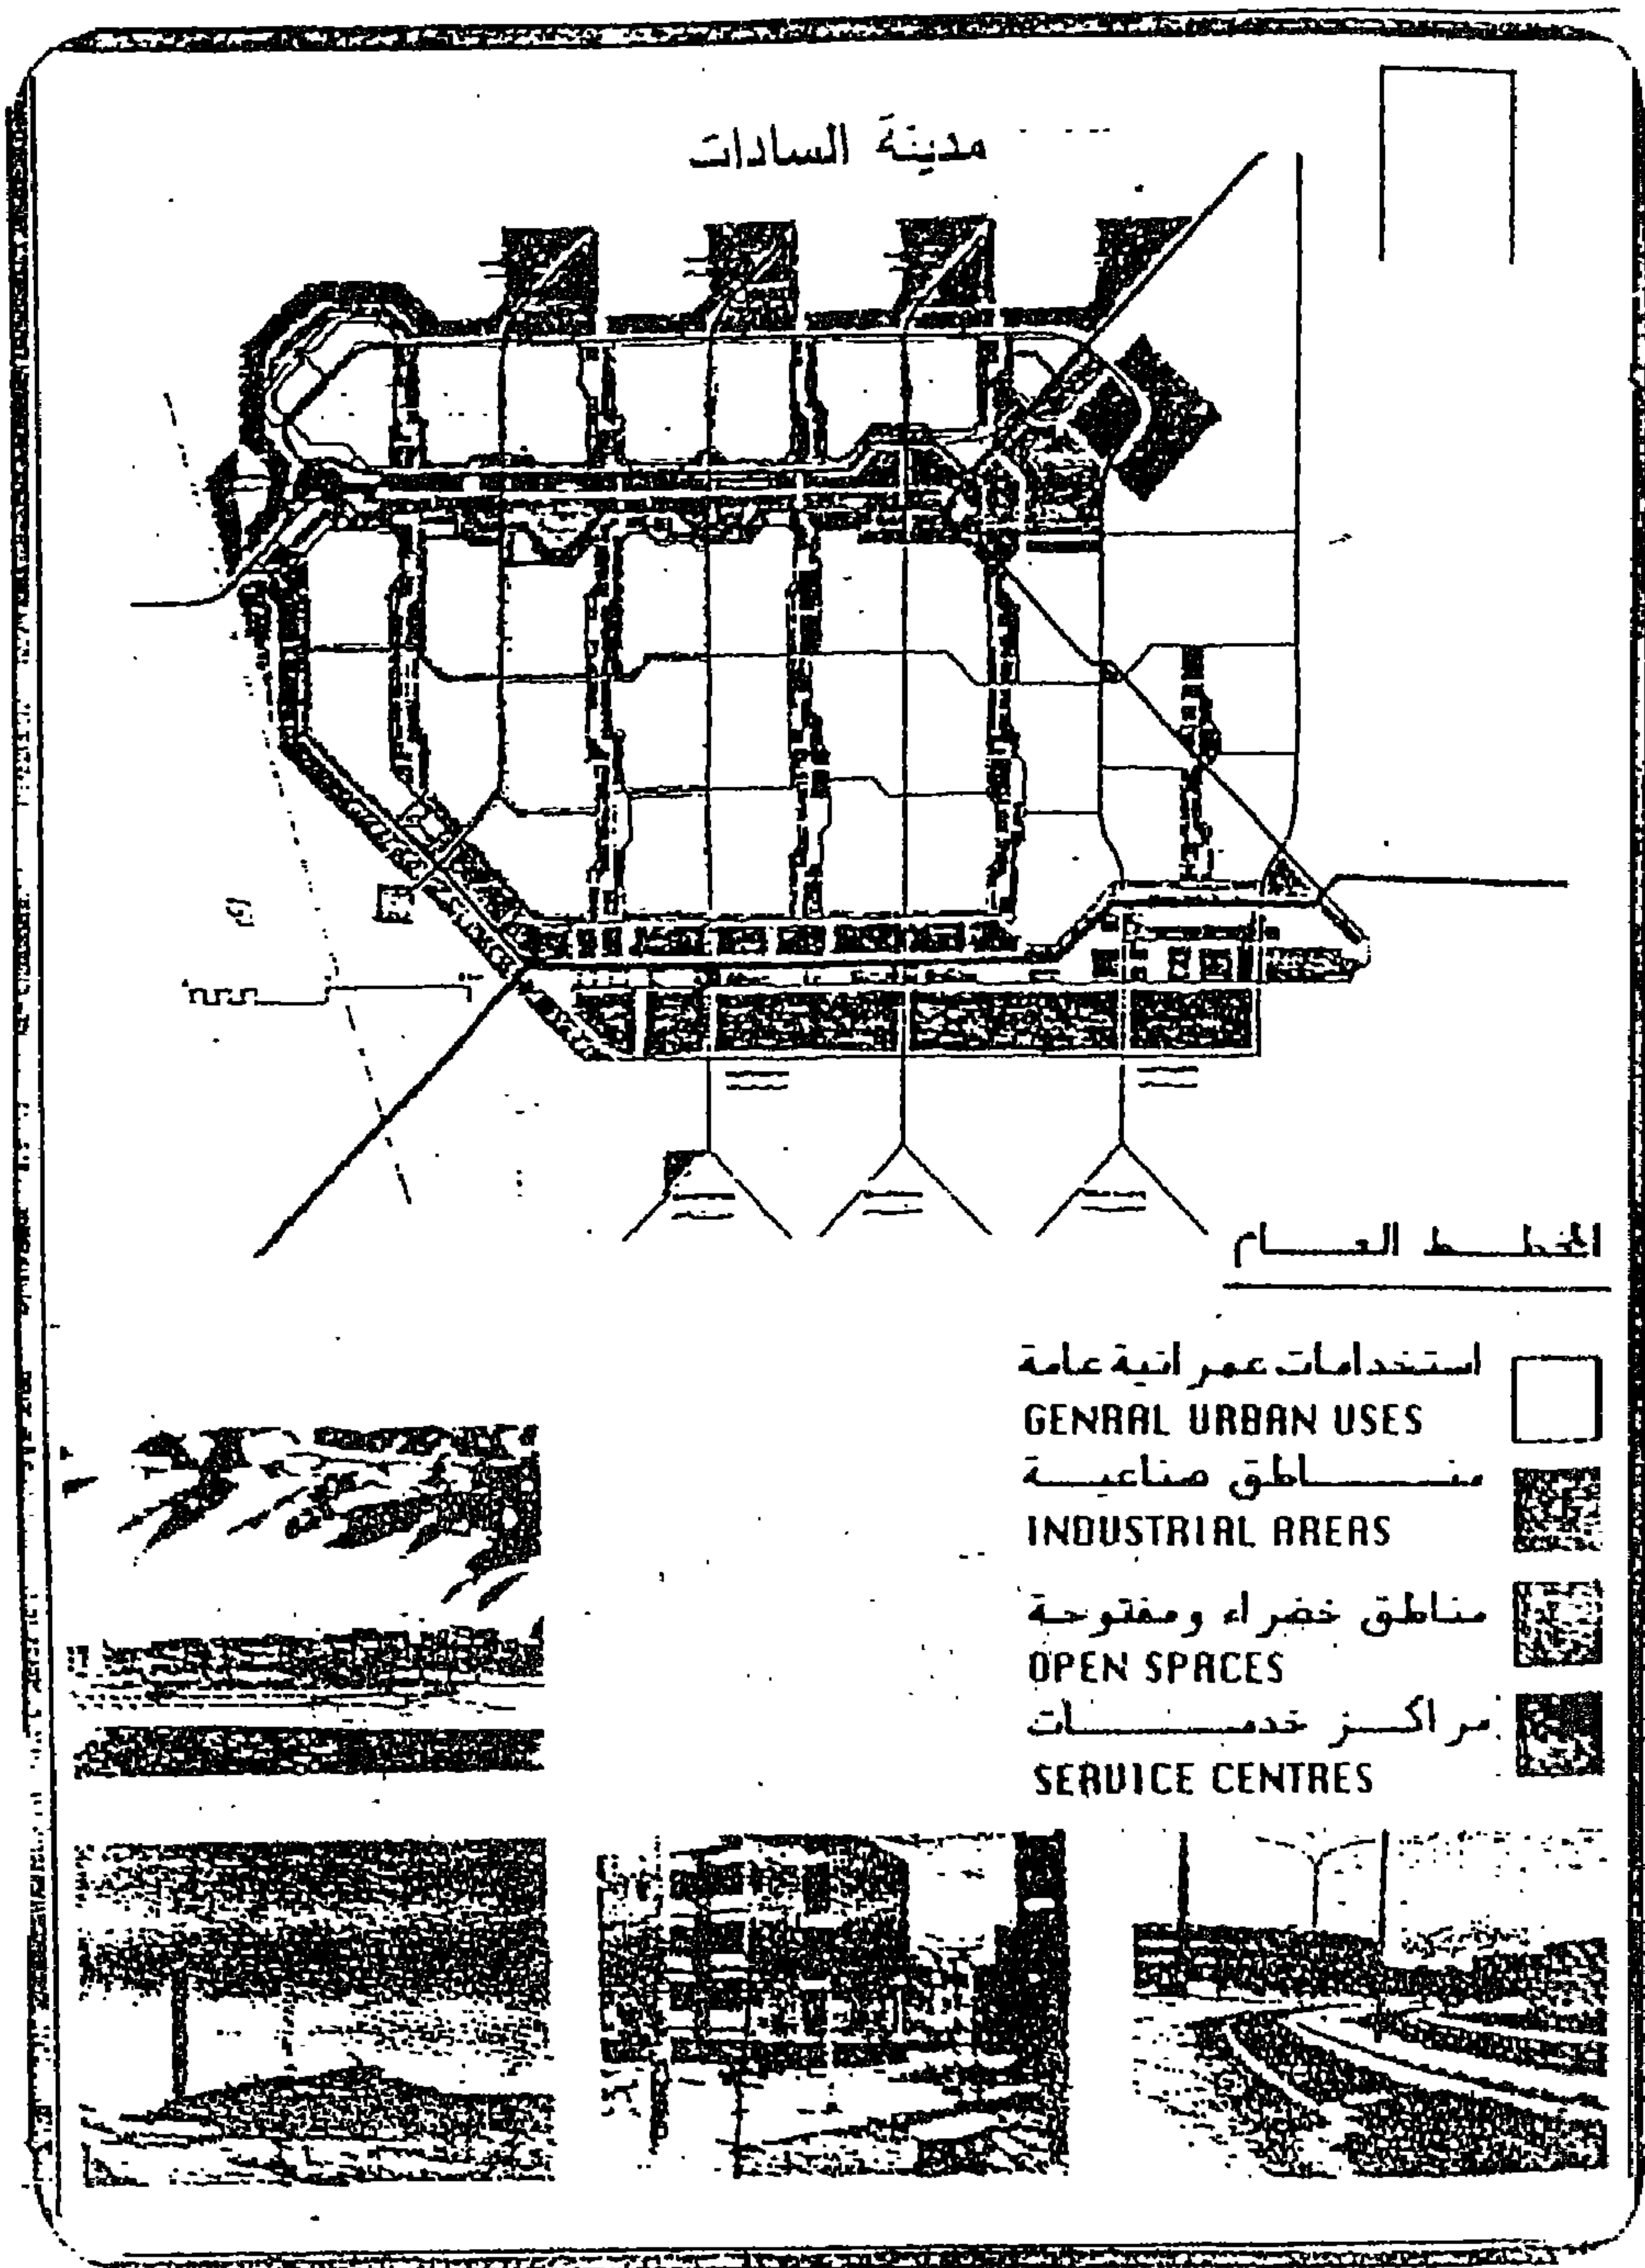 مدينة السادات
المخطط العام
استخدامات عمرانية عامة
GENRAL URBAN USES
مناطق صناعية
INDUSTRIAL AREAS
مناطق خضراء ومفتوحة
OPEN SPACES
مراكز خدمات
SERVICE CENTRES